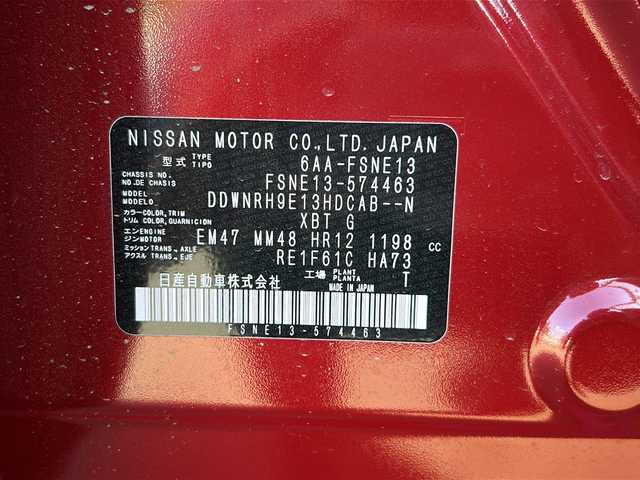 NISSAN MOTOR CO.,LTD. JAPAN
型式 TYPE TIPO 6AA-FSNE13
CHASSIS NO. NO.DE CHASIS FSNE13-574463
MODEL MODELO DDWNRH9E13HDCAB--N
カラー COLOR, TRIM トリム COLOR, GUARNICION XBT G
エンジン ENGINE MOTOR EM47 MM48 HR12 1198 CC
ミッション TRANS., AXLE アクスル TRANS., EJE RE1F61C HA73
日産自動車株式会社 工場 PLANT PLANTA T
MADE IN JAPAN
FSNE13-574463